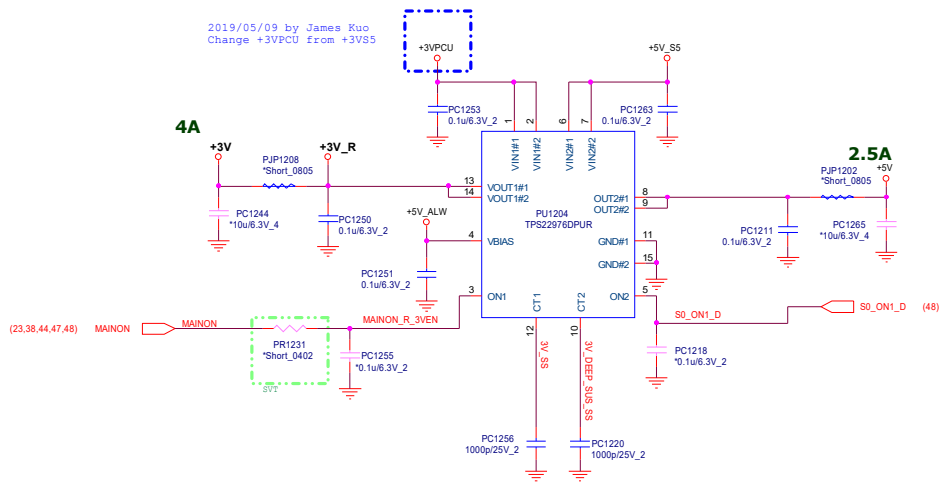 2019/05/09 by James Kuo
Change +3VPCU from +3VS5
+3VPCU
+5V_S5
PC1253
0.1u/6.3V_2
PC1263
0.1u/6.3V_2
1
2
6
7
VIN1#1
VIN1#2
VIN2#1
VIN2#2
4A
+3V
+3V_R
2.5A
+5V
PJP1208
*Short_0805
PJP1202
*Short_0805
13
14
VOUT1#1
VOUT1#2
OUT2#1
OUT2#2
8
9
PC1244
*10u/6.3V_4
PC1250
0.1u/6.3V_2
+5V_ALW
PU1204
TPS22976DPUR
PC1211
0.1u/6.3V_2
PC1265
*10u/6.3V_4
4
VBIAS
GND#1
11
GND#2
15
PC1251
0.1u/6.3V_2
3
ON1
CT1
CT2
ON2
5
S0_ON1_D
S0_ON1_D
(48)
(23,38,44,47,48)
MAINON
MAINON
MAINON_R_3VEN
PR1231
*Short_0402
SVT
PC1255
*0.1u/6.3V_2
12
10
3V_SS
3V_DEEP_SUS_SS
PC1218
*0.1u/6.3V_2
PC1256
1000p/25V_2
PC1220
1000p/25V_2